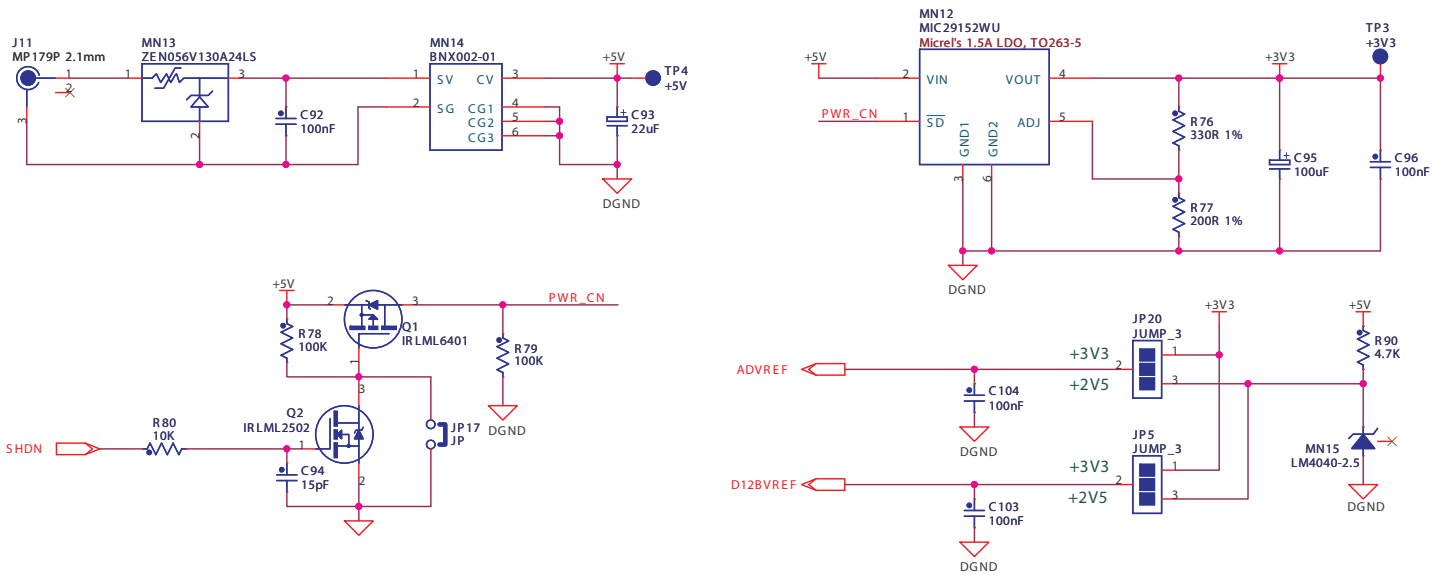 J11
MP179P 2.1mm
1
2
3
MN13
ZEN056V130A24LS
1
3
2
C92
100nF
MN14
BNX002-01
1
SV
CV
3
2
SG
CG1
4
CG2
5
CG3
6
+5V
TP4
+5V
C93
22uF
DGND
MN12
MIC29152WU
Micrel's 1.5A LDO, TO263-5
+5V
2
VIN
VOUT
4
PWR_CN
1
SD
ADJ
5
GND1
GND2
3
6
R76
330R 1%
R77
200R 1%
+3V3
C95
100uF
TP3
+3V3
C96
100nF
DGND
+5V
R78
100K
2
3
1
Q1
IRLML6401
PWR_CN
R79
100K
DGND
SHDN
R80
10K
Q2
IRLML2502
1
3
2
C94
15pF
JP17
JP
ADVREF
C104
100nF
DGND
+3V3
+2V5
2
JP20
JUMP_3
1
3
+3V3
+5V
R90
4.7K
MN15
LM4040-2.5
DGND
D12BVREF
C103
100nF
DGND
+3V3
+2V5
2
JP5
JUMP_3
1
3